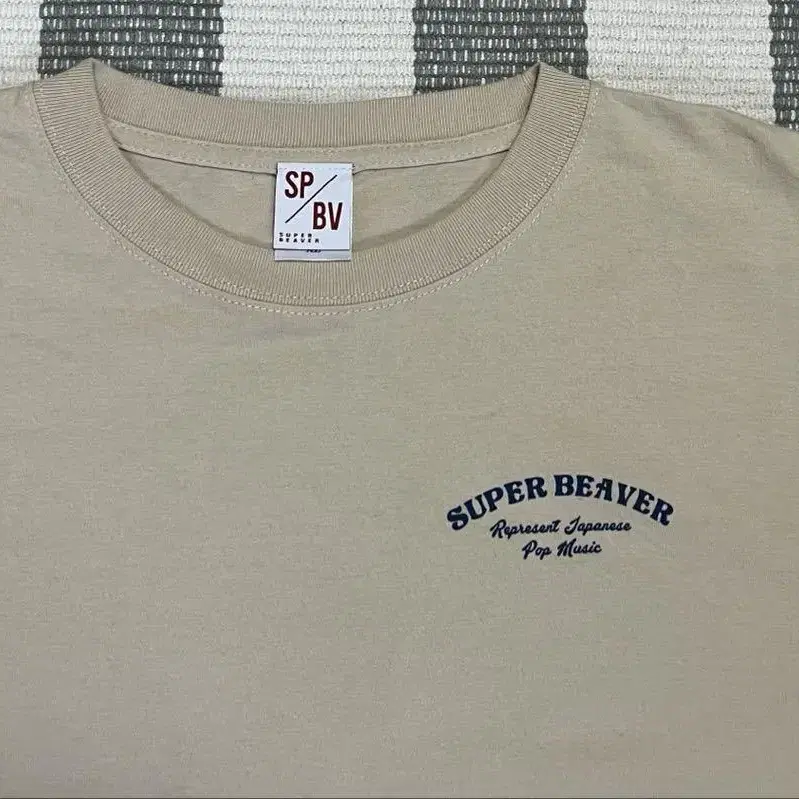 SP
BV
SUPER
BEAVER
SUPER BEAVER
Represent Japanese
Pop Music